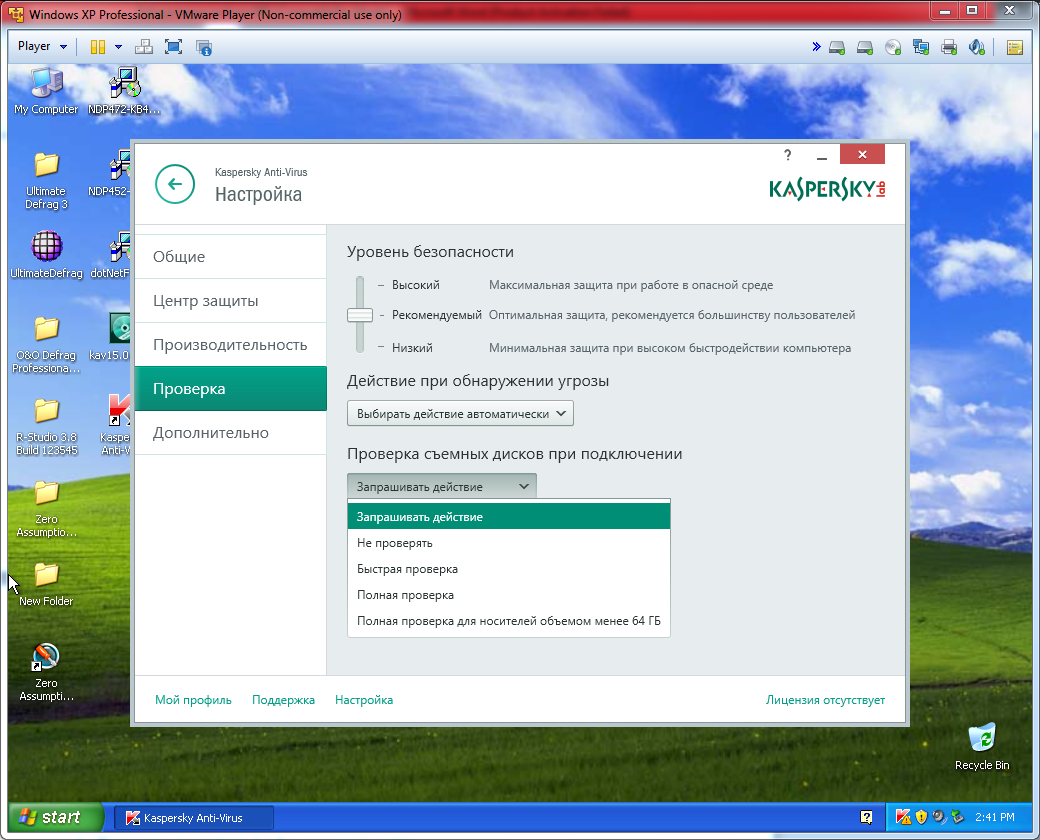 Windows XP Professional - VMware Player (Non-commercial use only)
Player
My Computer
NDP472-KB4...
Ultimate
Defrag 3
NDP452-
UltimateDefrag
dotNetF
O&O Defrag
Professiona...
kav15.0
R-Studio 3.8
Build 123545
Kaspe
Anti-V
Zero
Assumptio...
New Folder
Zero
Assumpti...
Recycle Bin
Kaspersky Anti-Virus
Настройка
?
KASPERSKY lab
Общие
Центр защиты
Производительность
Проверка
Дополнительно
Уровень безопасности
– Высокий Максимальная защита при работе в опасной среде
– Рекомендуемый Оптимальная защита, рекомендуется большинству пользователей
– Низкий Минимальная защита при высоком быстродействии компьютера
Действие при обнаружении угрозы
Выбирать действие автоматически
Проверка съемных дисков при подключении
Запрашивать действие
Запрашивать действие
Не проверять
Быстрая проверка
Полная проверка
Полная проверка для носителей объемом менее 64 ГБ
Мой профиль Поддержка Настройка Лицензия отсутствует
start
Kaspersky Anti-Virus
2:41 PM